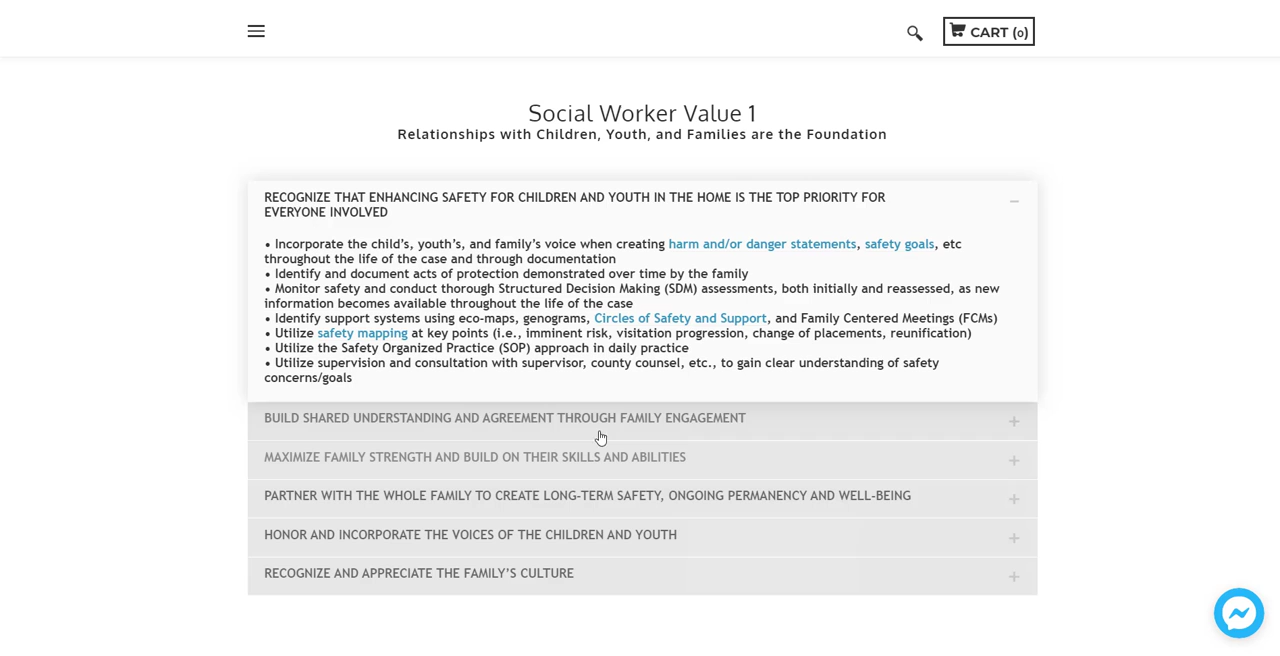 CART (0)
Social Worker Value 1
Relationships with Children, Youth, and Families are the Foundation
RECOGNIZE THAT ENHANCING SAFETY FOR CHILDREN AND YOUTH IN THE HOME IS THE TOP PRIORITY FOR
EVERYONE INVOLVED
• Incorporate the child's, youth's, and family's voice when creating harm and/or danger statements, safety goals, etc
throughout the life of the case and through documentation
• Identify and document acts of protection demonstrated over time by the family
• Monitor safety and conduct thorough Structured Decision Making (SDM) assessments, both initially and reassessed, as new
information becomes available throughout the life of the case
• Identify support systems using eco-maps, genograms, Circles of Safety and Support, and Family Centered Meetings (FCMs)
• Utilize safety mapping at key points (i.e., imminent risk, visitation progression, change of placements, reunification)
• Utilize the Safety Organized Practice (SOP) approach in daily practice
• Utilize supervision and consultation with supervisor, county counsel, etc., to gain clear understanding of safety
concerns/goals
BUILD SHARED UNDERSTANDING AND AGREEMENT THROUGH FAMILY ENGAGEMENT
MAXIMIZE FAMILY STRENGTH AND BUILD ON THEIR SKILLS AND ABILITIES
PARTNER WITH THE WHOLE FAMILY TO CREATE LONG-TERM SAFETY, ONGOING PERMANENCY AND WELL-BEING
HONOR AND INCORPORATE THE VOICES OF THE CHILDREN AND YOUTH
RECOGNIZE AND APPRECIATE THE FAMILY'S CULTURE